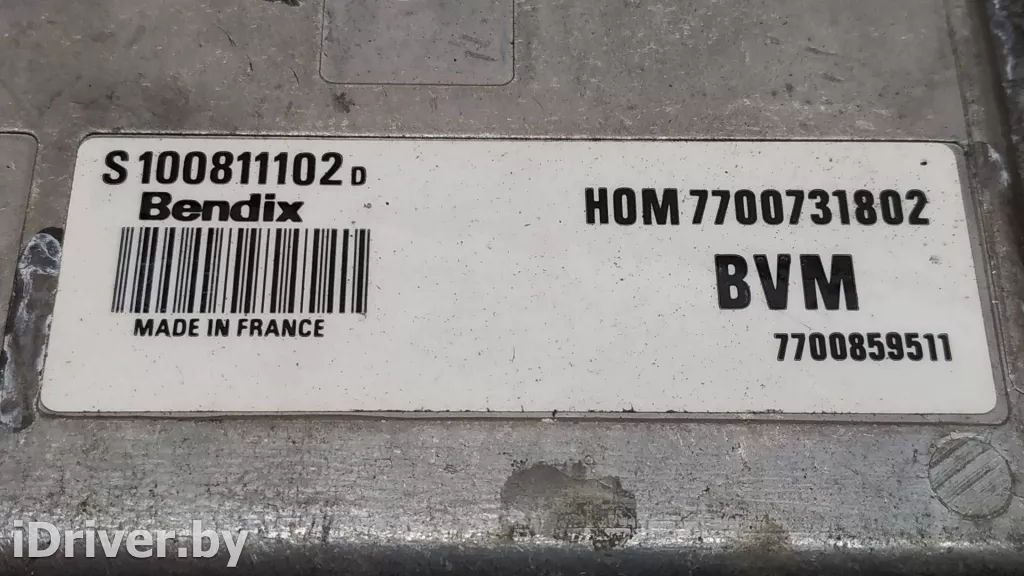 S 100811102 D
Bendix
MADE IN FRANCE
HOM 7700731802
BVM
7700859511
iDriver.by